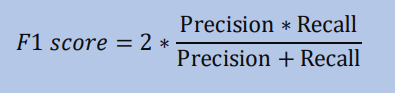 F1 score = 2 * Precision * Recall
Precision + Recall